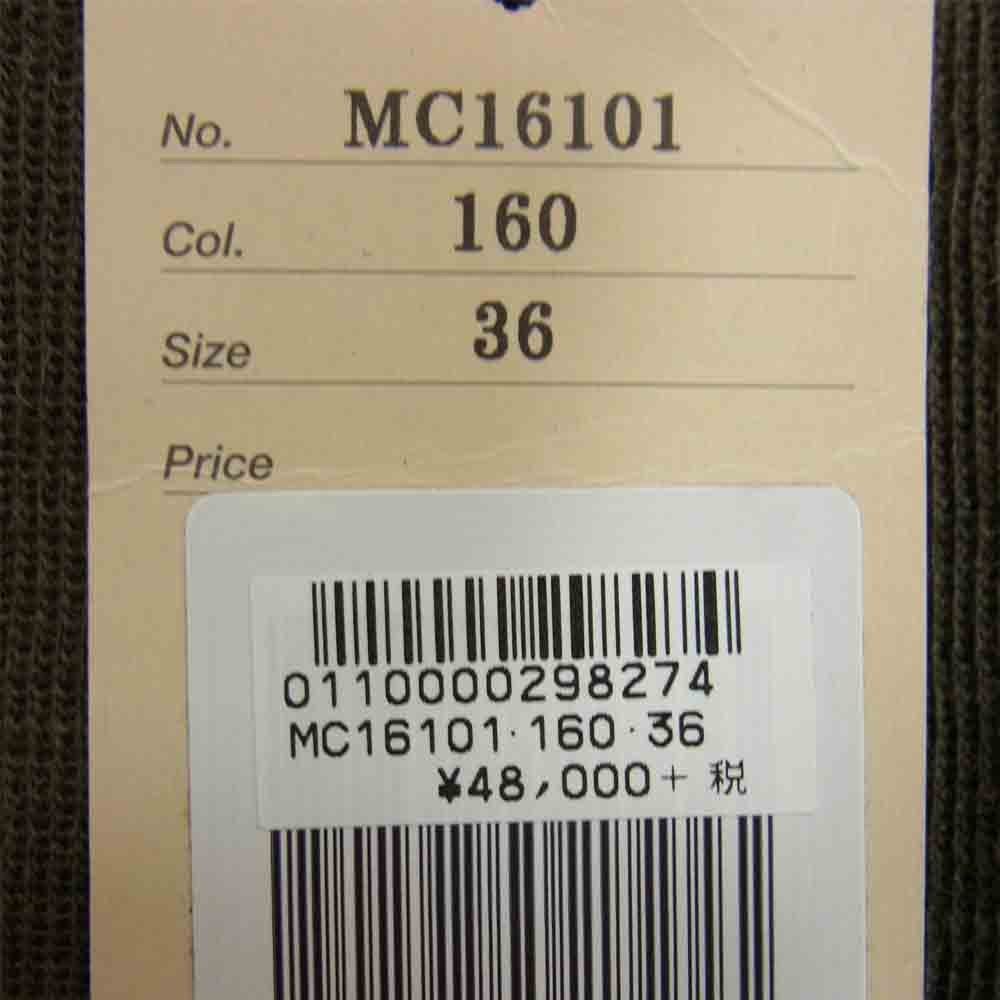 No. MC16101
Col. 160
Size 36
Price
0110000298274
MC16101·160·36
¥48,000+ 税